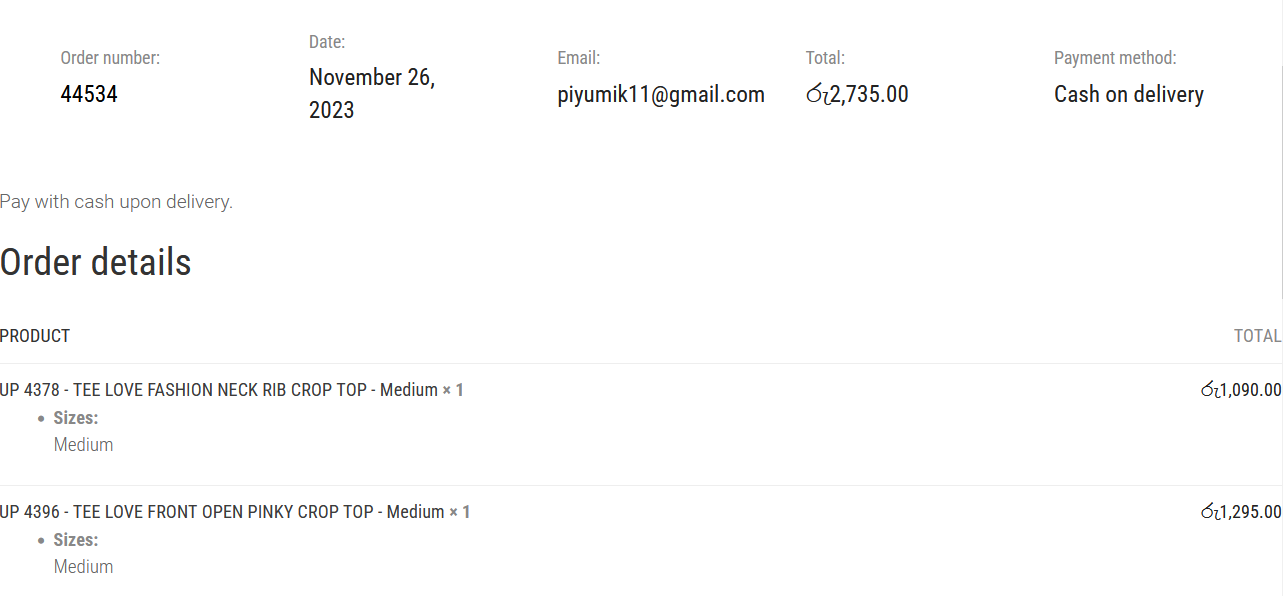 Order number:
44534
Date:
November 26,
2023
Email:
piyumik11@gmail.com
Total:
රු2,735.00
Payment method:
Cash on delivery
Pay with cash upon delivery.
Order details
PRODUCT TOTAL
UP 4378 - TEE LOVE FASHION NECK RIB CROP TOP - Medium × 1 රු1,090.00
• Sizes:
Medium
UP 4396 - TEE LOVE FRONT OPEN PINKY CROP TOP - Medium × 1 රු1,295.00
• Sizes:
Medium